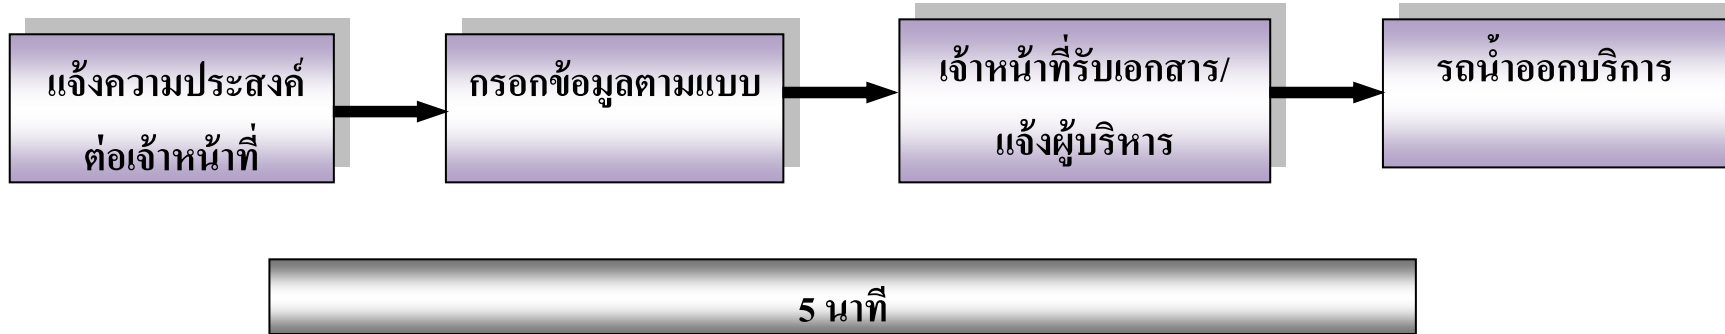 แจ้งความประสงค์
ต่อเจ้าหน้าที่
กรอกข้อมูลตามแบบ
เจ้าหน้าที่รับเอกสาร/
แจ้งผู้บริหาร
รถน้ำออกบริการ
5 นาที